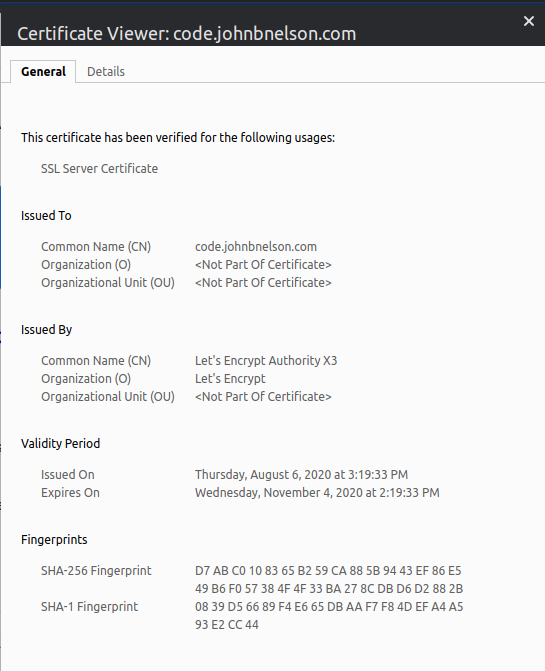 Certificate Viewer: code.johnbnelson.com
General Details
This certificate has been verified for the following usages:
SSL Server Certificate
Issued To
Common Name (CN) code.johnbnelson.com
Organization (O) <Not Part Of Certificate>
Organizational Unit (OU) <Not Part Of Certificate>
Issued By
Common Name (CN) Let's Encrypt Authority X3
Organization (O) Let's Encrypt
Organizational Unit (OU) <Not Part Of Certificate>
Validity Period
Issued On Thursday, August 6, 2020 at 3:19:33 PM
Expires On Wednesday, November 4, 2020 at 2:19:33 PM
Fingerprints
SHA-256 Fingerprint D7 AB C0 10 83 65 B2 59 CA 88 5B 94 43 EF 86 E5
49 B6 F0 57 38 4F 4F 33 BA 27 8C DB D6 D2 88 2B
SHA-1 Fingerprint 08 39 D5 66 89 F4 E6 65 DB AA F7 F8 4D EF A4 A5
93 E2 CC 44